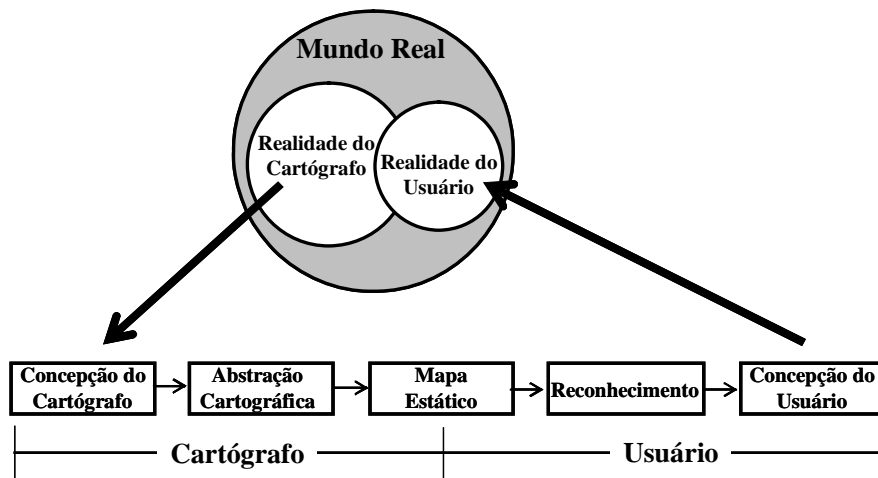 Mundo Real
Realidade do
Cartógrafo
Realidade do
Usuário
Concepção do
Cartógrafo
Abstração
Cartográfica
Mapa
Estático
Reconhecimento
Concepção do
Usuário
Cartógrafo
Usuário